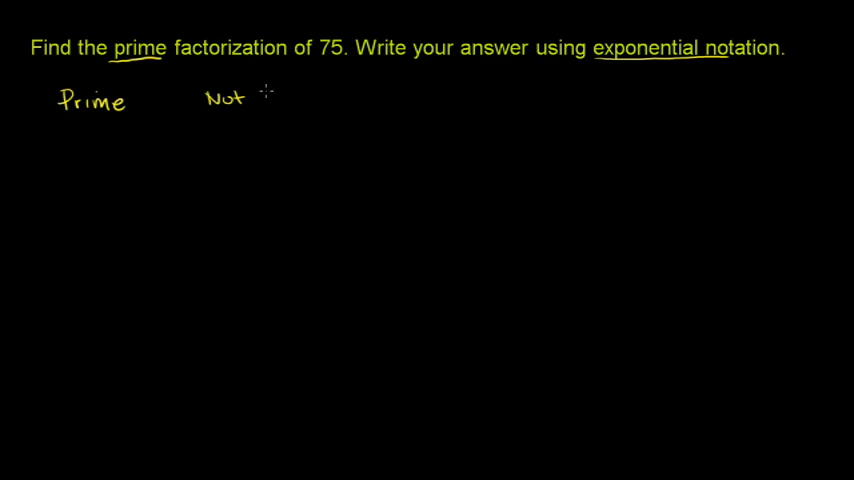 Find the prime factorization of 75. Write your answer using exponential notation.
Prime Not